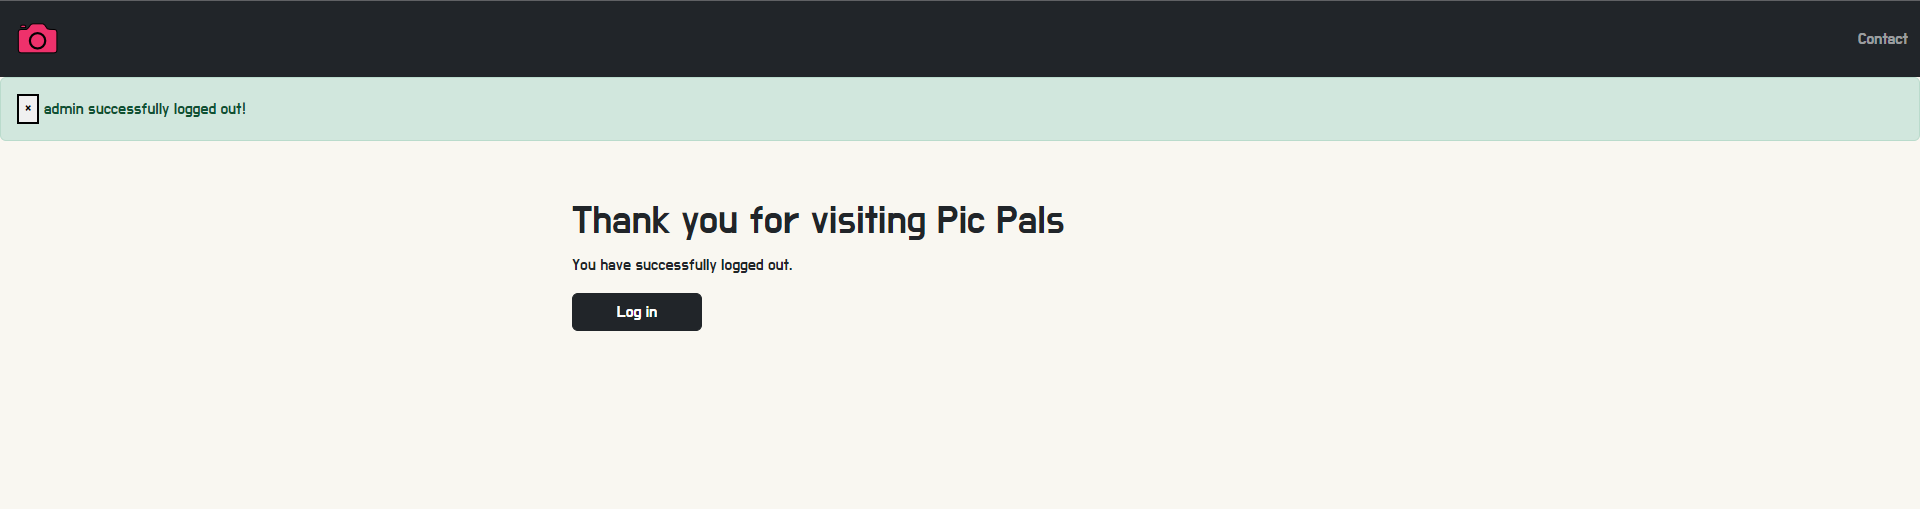 Contact
× admin successfully logged out!
Thank you for visiting Pic Pals
You have successfully logged out.
Log in